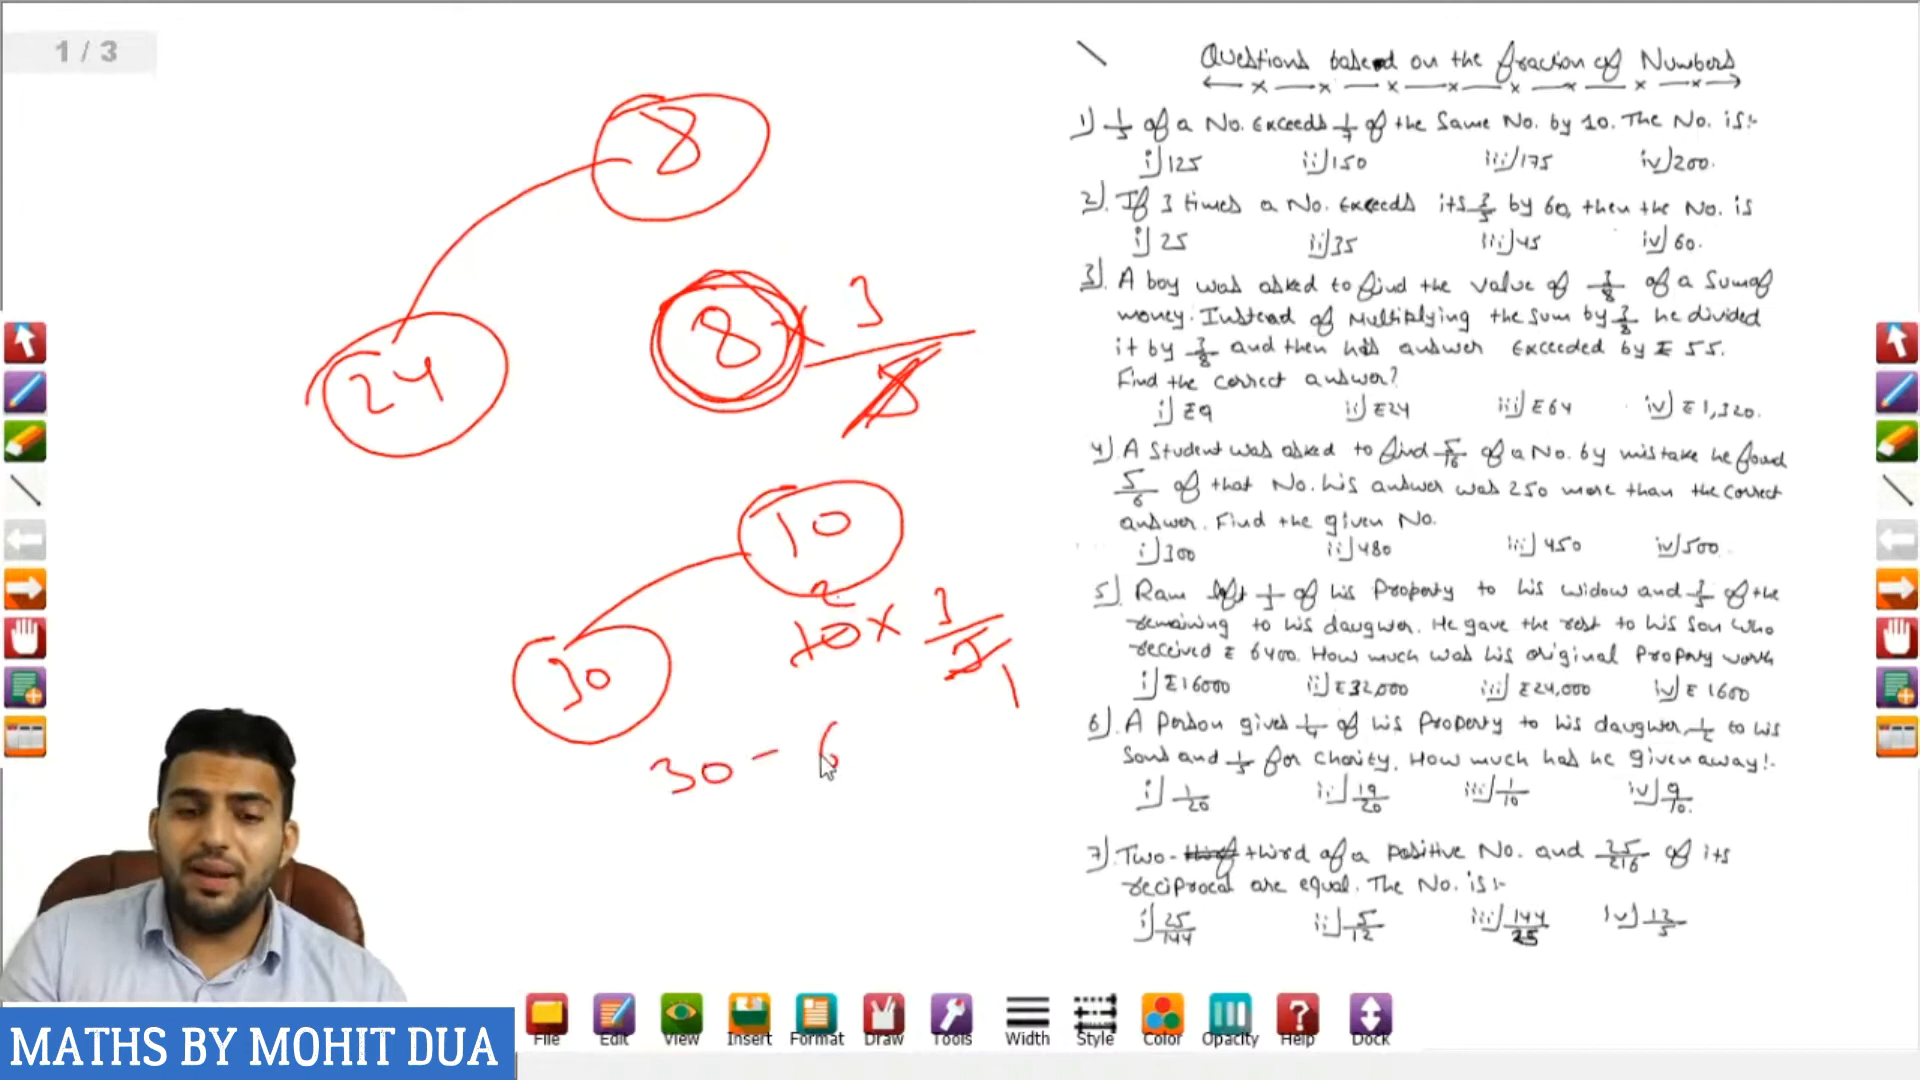 1 / 3
8
24
8 × 3
8
10
10 × 3
1
30
30 - 6
Questions based on the fraction of Numbers
1) 1/5 of a No. Exceeds 1/7 of the Same No. by 10. The No. is:-
i) 125 ii) 150 iii) 175 iv) 200.
2). If 3 times a No. Exceeds its 3/5 by 60, then the No. is
i) 25 ii) 35 iii) 45 iv) 60.
3). A boy was asked to find the value of 3/8 of a Sum of
money. Instead of Multiplying the sum by 3/8 he divided
it by 3/8 and then his answer Exceeded by ₹ 55.
Find the correct answer?
i) ₹9 ii) ₹24 iii) ₹64 iv) ₹1,320.
4) A Student was asked to find 5/16 of a No. by mistake he found
5/6 of that No. his answer was 250 more than the correct
answer. Find the given No.
i) 300 ii) 480 iii) 450 iv) 500.
5). Ram left 1/3 of his Property to his widow and 3/5 of the
remaining to his daugter. He gave the rest to his Son who
received ₹ 6400. How much was his original Property worth
i) ₹16000 ii) ₹32,000 iii) ₹24,000 iv) ₹1600
6). A Person gives 1/4 of his Property to his daugter, 1/2 to his
Sons and 1/5 for Charity. How much has he given away?.
i) 1/20 ii) 19/20 iii) 1/10 iv) 9/10.
7). Two- third of a Positive No. and 25/216 of its
reciprocal are equal. The No. is:-
i) 25/144 ii) 5/12 iii) 144/25 iv) 12/5
MATHS BY MOHIT DUA
File Edit View Insert Format Draw Tools Width Style Color Opacity Help Dock